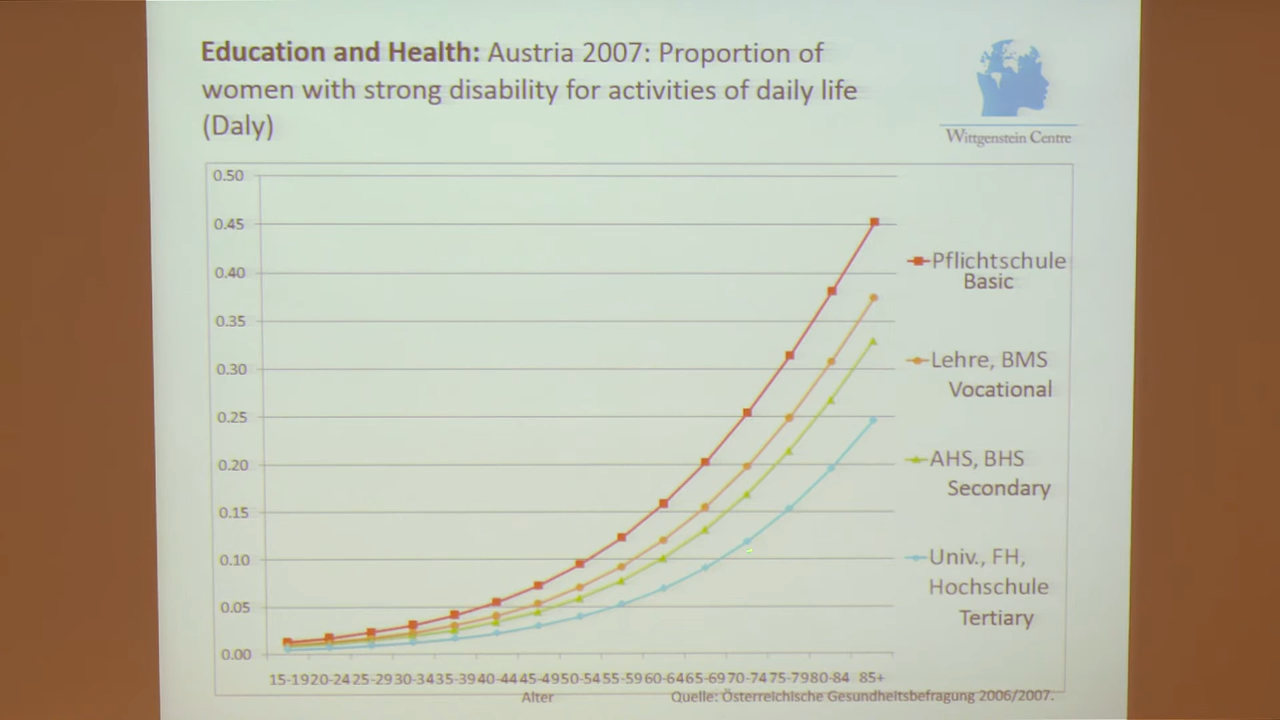 Education and Health: Austria 2007: Proportion of
women with strong disability for activities of daily life
(Daly)
Wittgenstein Centre
0.50
0.45
0.40
0.35
0.30
0.25
0.20
0.15
0.10
0.05
0.00
Pflichtschule
Basic
Lehre, BMS
Vocational
AHS, BHS
Secondary
Univ., FH,
Hochschule
Tertiary
15-19 20-24 25-29 30-34 35-39 40-44 45-49 50-54 55-59 60-64 65-69 70-74 75-79 80-84 85+
Alter
Quelle: Österreichische Gesundheitsbefragung 2006/2007.